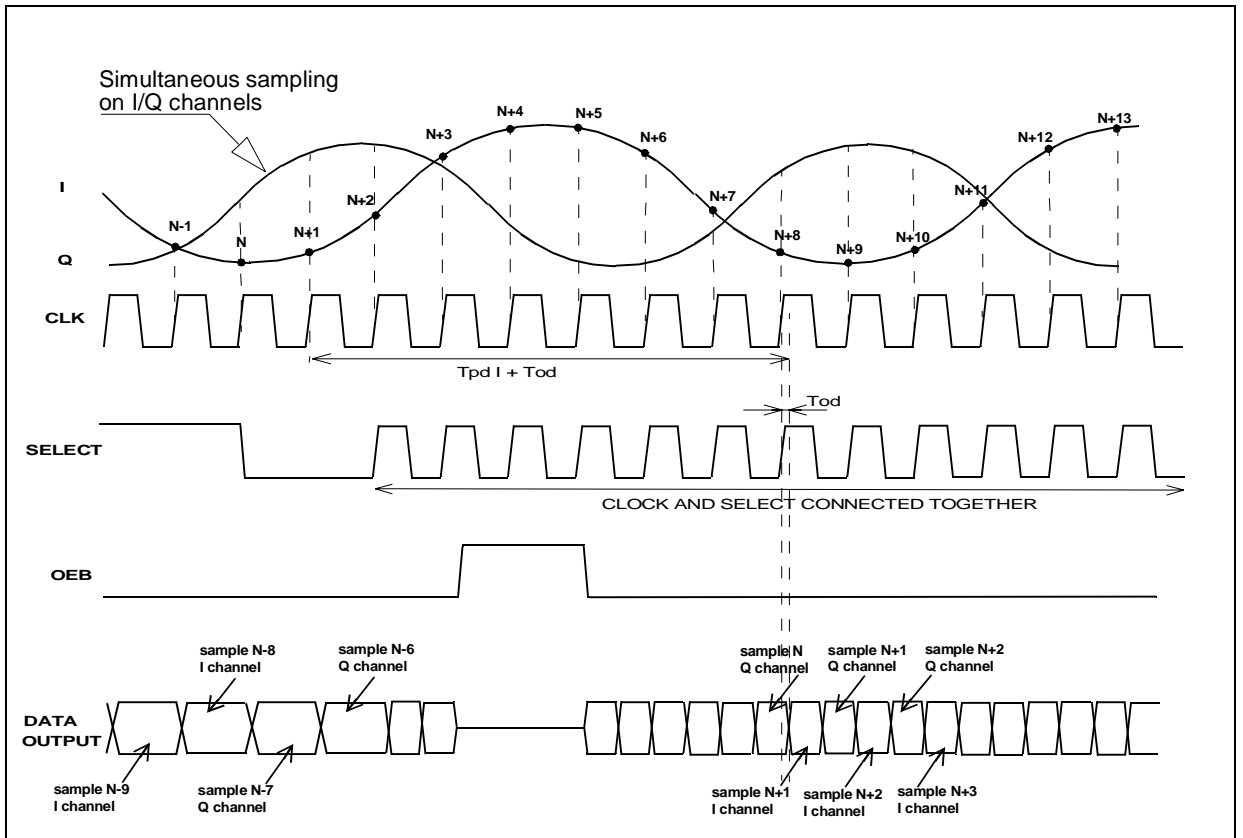 Simultaneous sampling
on I/Q channels
I
Q
N-1
N
N+1
N+2
N+3
N+4
N+5
N+6
N+7
N+8
N+9
N+10
N+11
N+12
N+13
CLK
Tpd I + Tod
Tod
SELECT
CLOCK AND SELECT CONNECTED TOGETHER
OEB
sample N-8
I channel
sample N-6
Q channel
sample N
Q channel
sample N+1
Q channel
sample N+2
Q channel
DATA
OUTPUT
sample N-9
I channel
sample N-7
Q channel
sample N+1
I channel
sample N+2
I channel
sample N+3
I channel